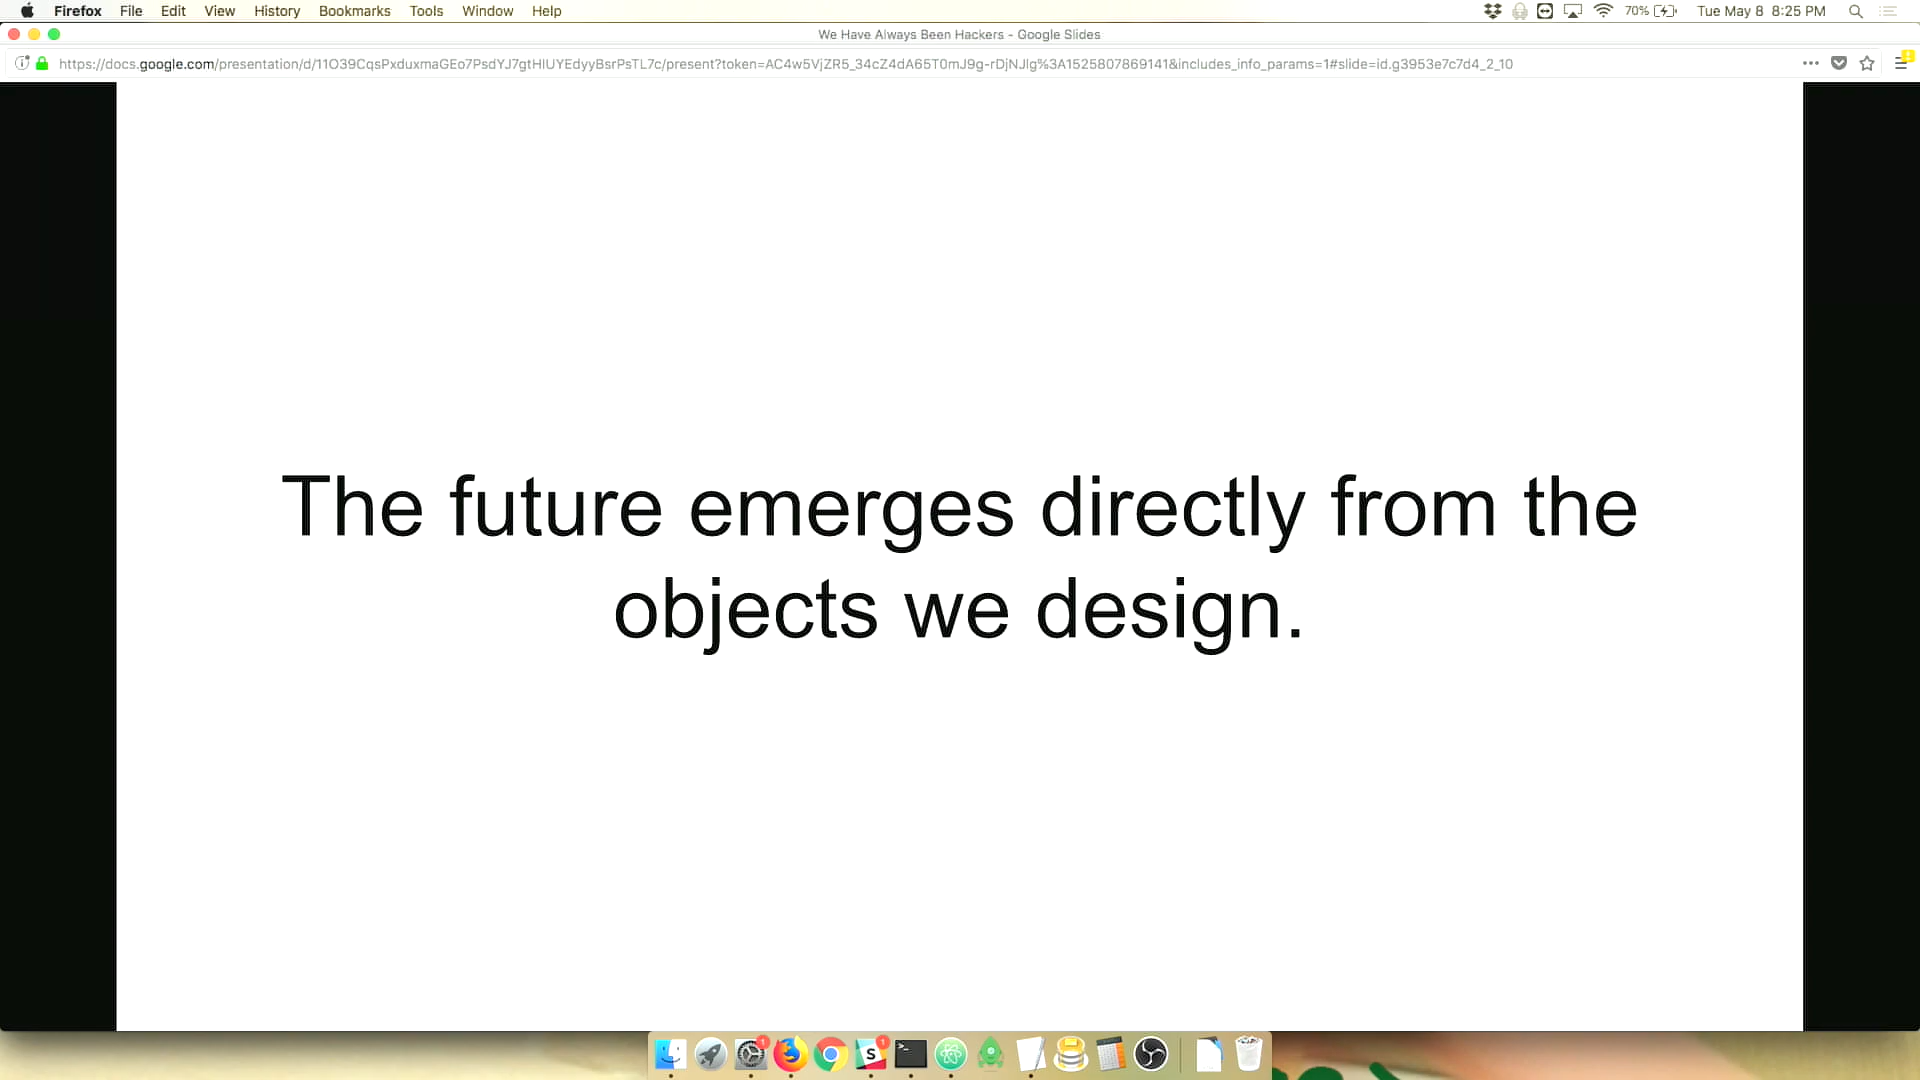 Firefox File Edit View History Bookmarks Tools Window Help 70% Tue May 8 8:25 PM
We Have Always Been Hackers - Google Slides
https://docs.google.com/presentation/d/11O39CqsPxduxmaGEo7PsdYJ7gtHIUYEdyyBsrPsTL7c/present?token=AC4w5VjZR5_34cZ4dA65T0mJ9g-rDjNJlg%3A1525807869141&includes_info_params=1#slide=id.g3953e7c7d4_2_10
The future emerges directly from the
objects we design.